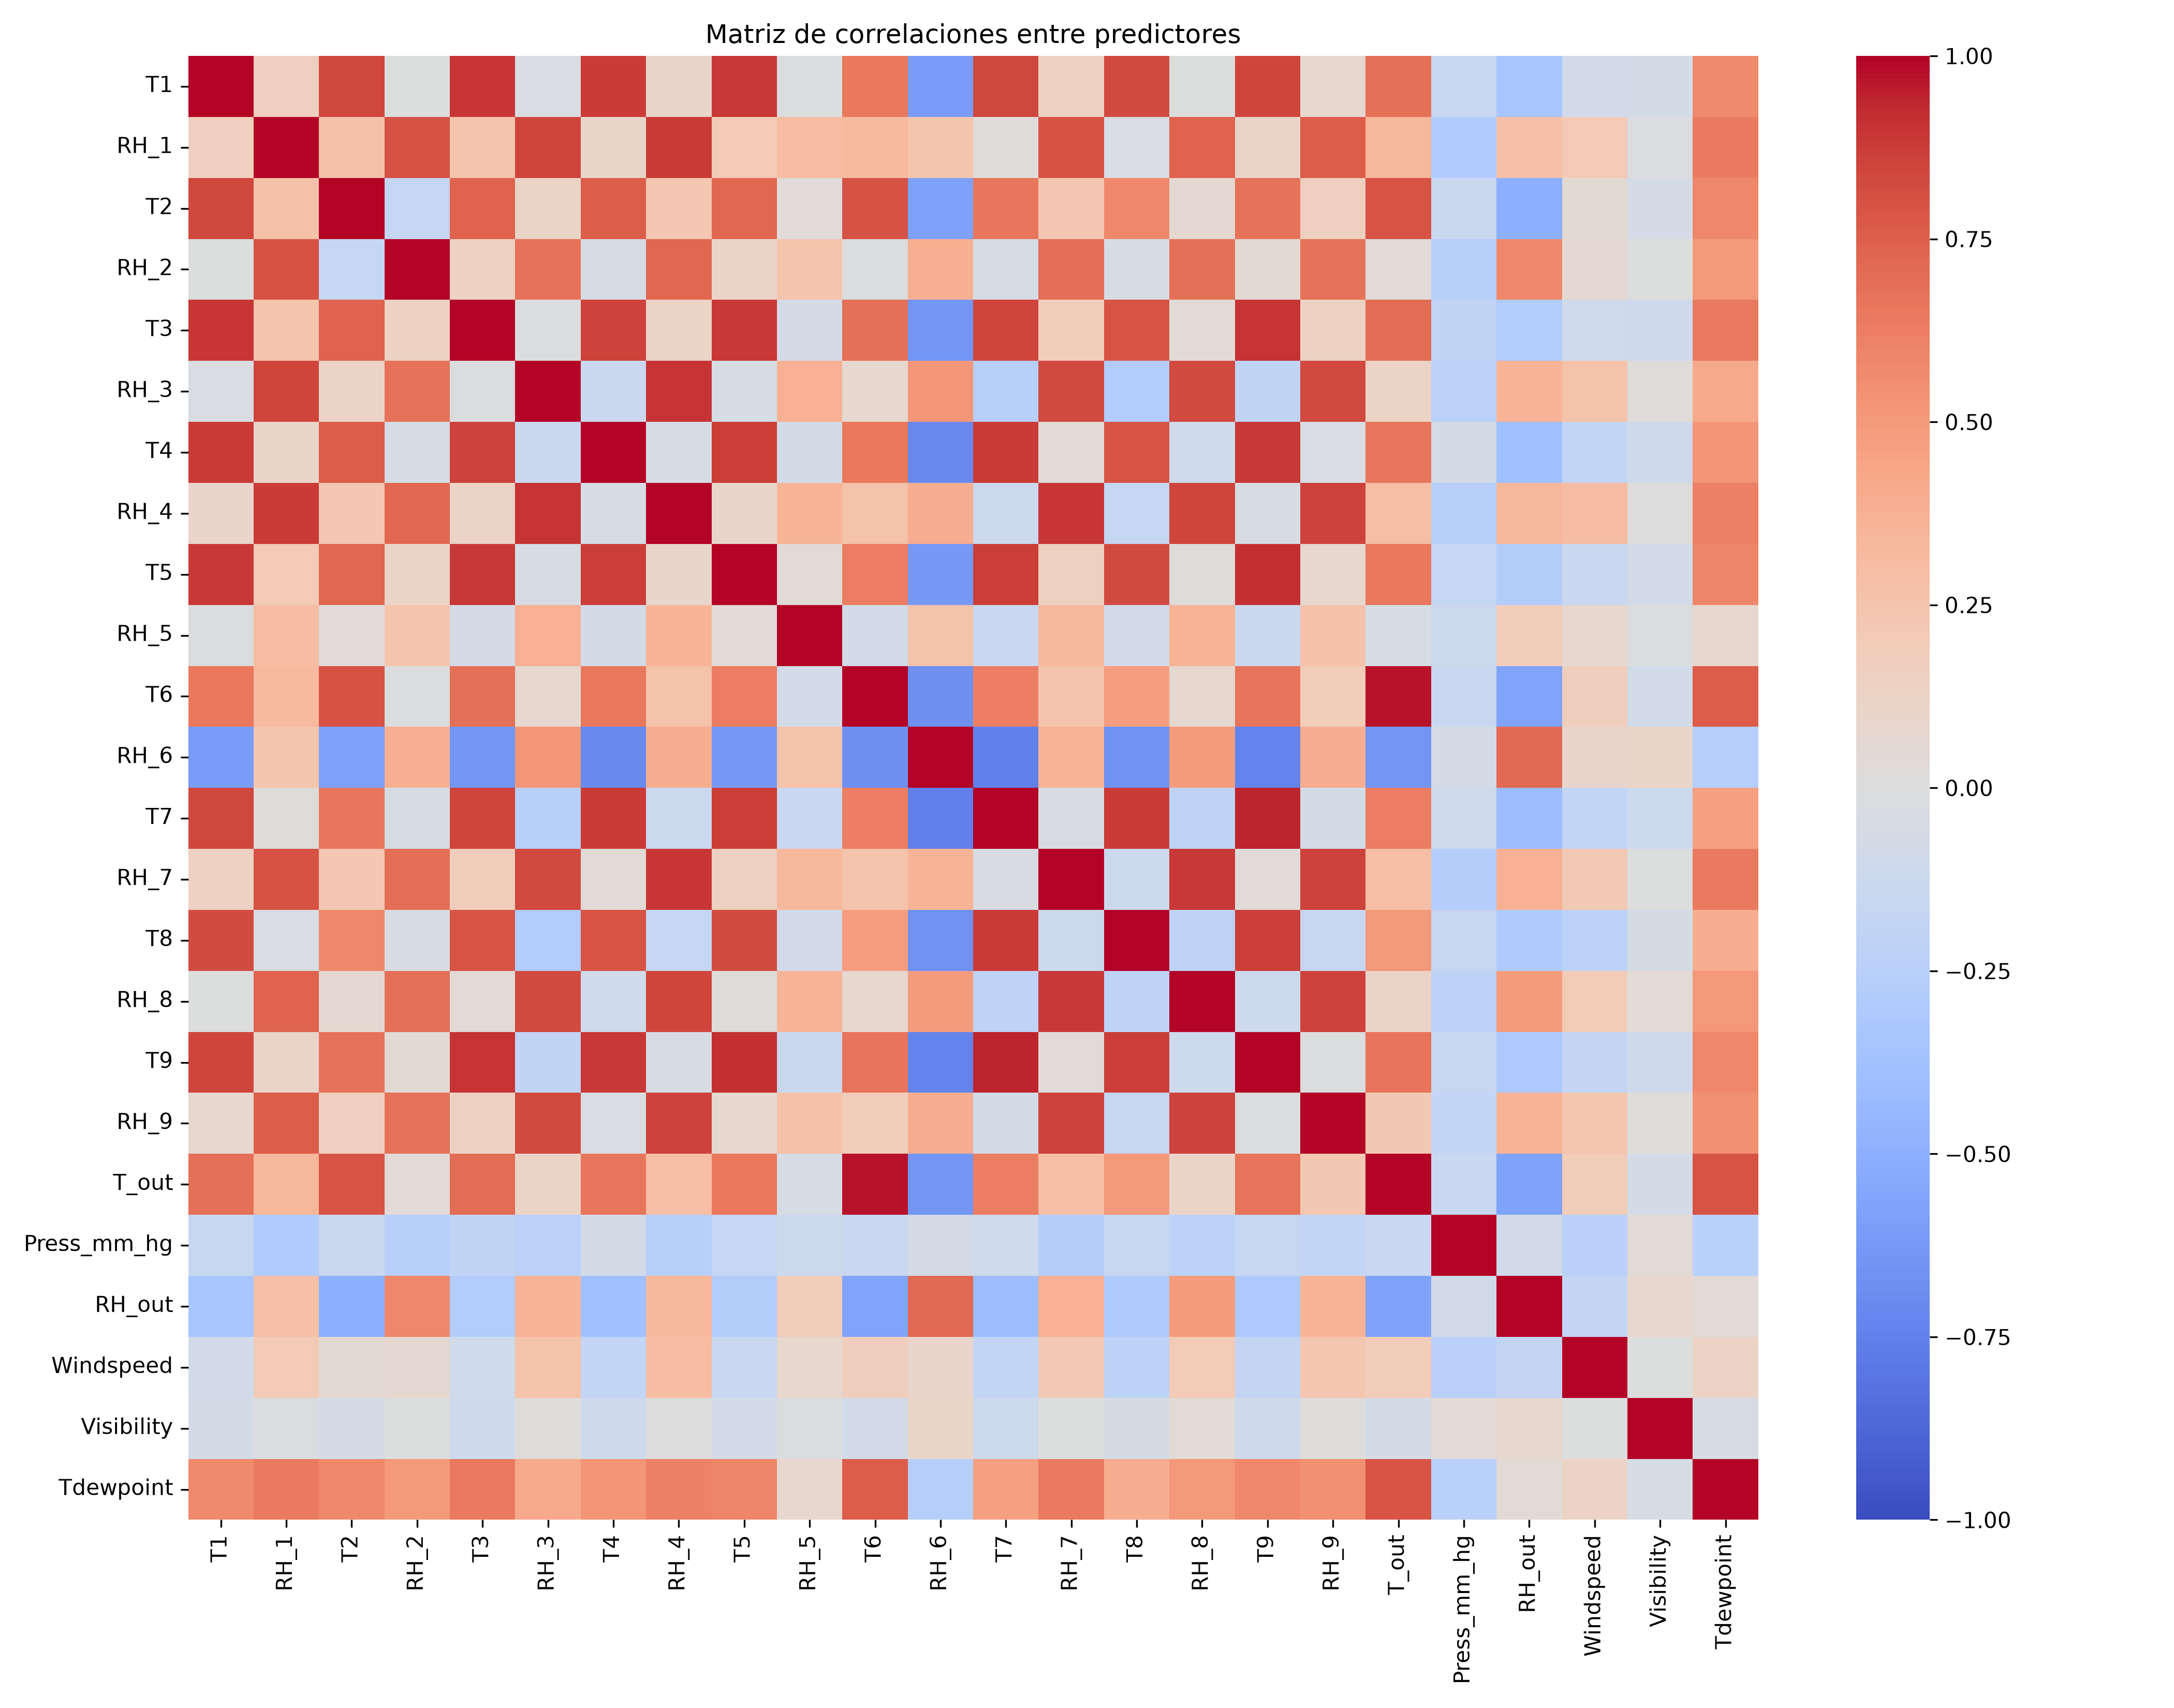 Matriz de correlaciones entre predictores
T1
RH_1
T2
RH_2
T3
RH_3
T4
RH_4
T5
RH_5
T6
RH_6
T7
RH_7
T8
RH_8
T9
RH_9
T_out
Press_mm_hg
RH_out
Windspeed
Visibility
Tdewpoint
T1
RH_1
T2
RH_2
T3
RH_3
T4
RH_4
T5
RH_5
T6
RH_6
T7
RH_7
T8
RH_8
T9
RH_9
T_out
Press_mm_hg
RH_out
Windspeed
Visibility
Tdewpoint
1.00
0.75
0.50
0.25
0.00
−0.25
−0.50
−0.75
−1.00